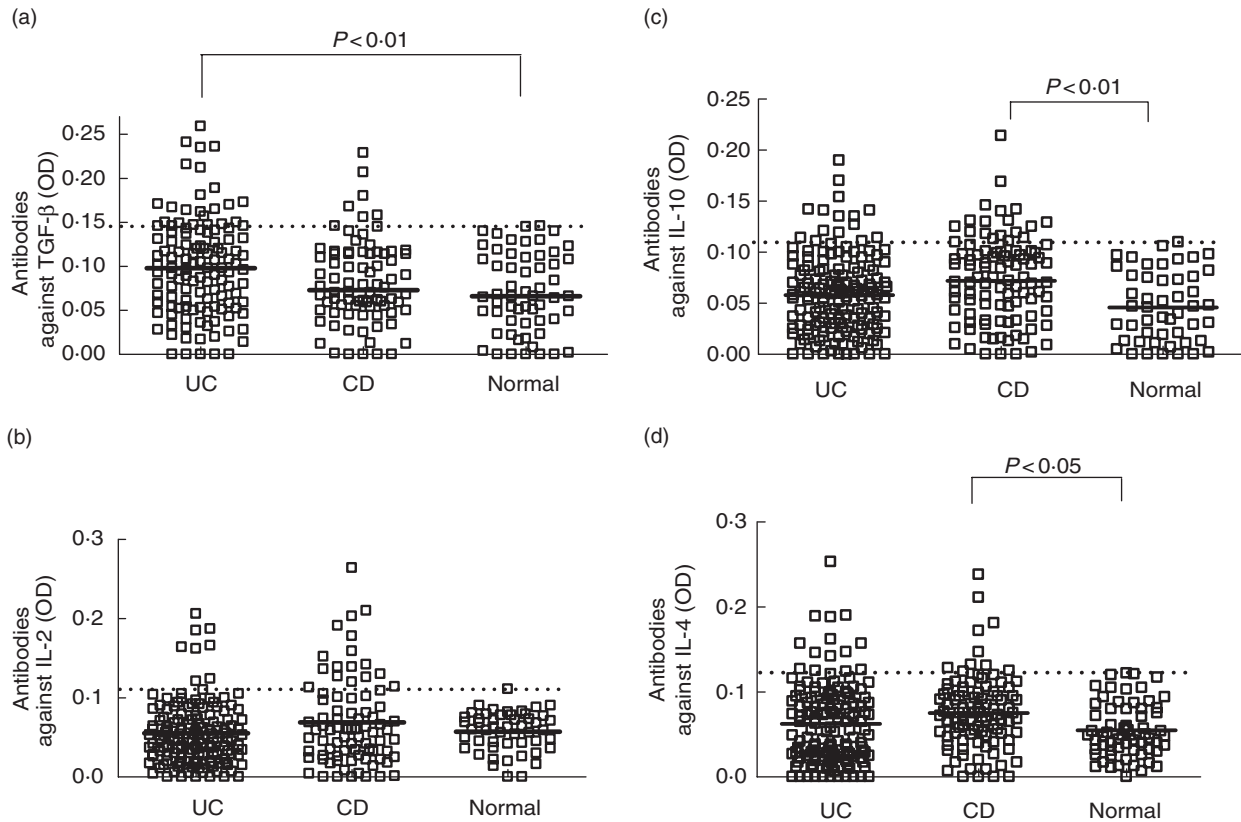 (a)
P<0·01
Antibodies
against TGF-β (OD)
0·25
0·20
0·15
0·10
0·05
0·00
UC
CD
Normal
(c)
P<0·01
Antibodies
against IL-10 (OD)
0·25
0·20
0·15
0·10
0·05
0·00
UC
CD
Normal
(b)
Antibodies
against IL-2 (OD)
0·3
0·2
0·1
0·0
UC
CD
Normal
(d)
P<0·05
Antibodies
against IL-4 (OD)
0·3
0·2
0·1
0·0
UC
CD
Normal